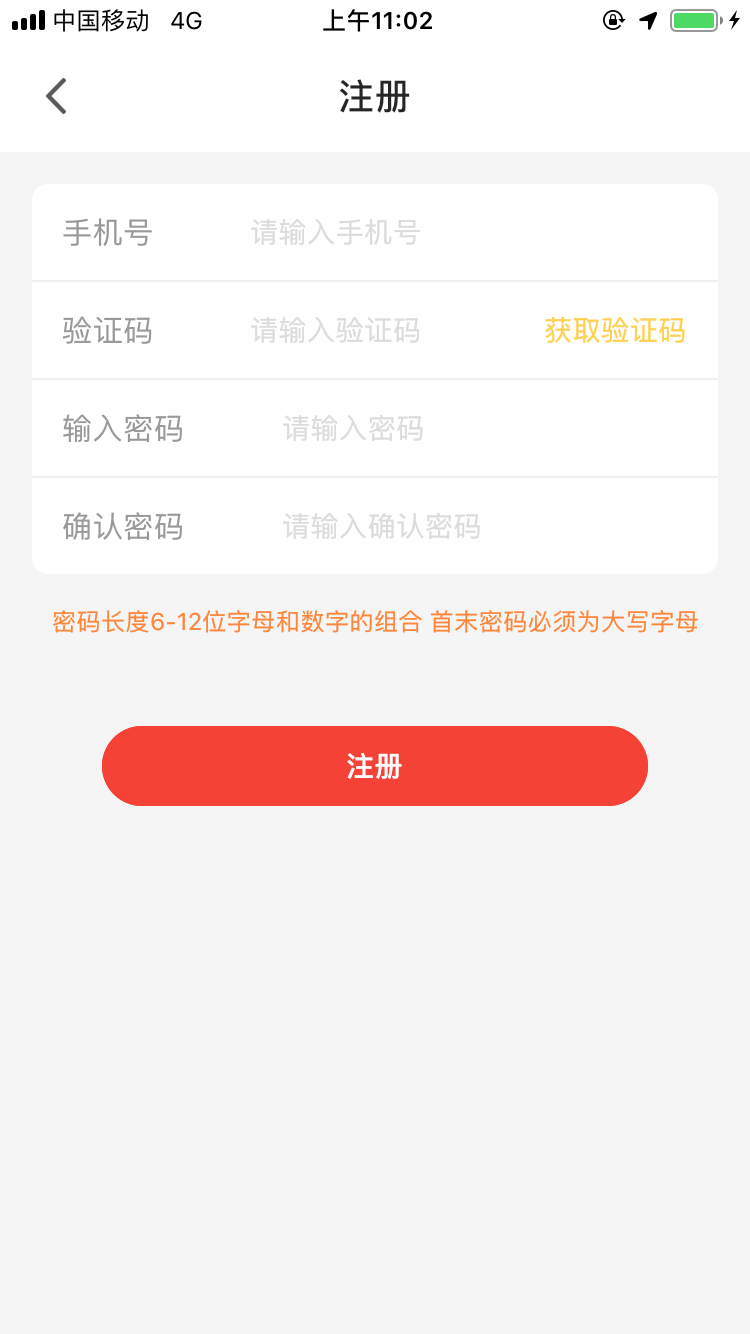 中国移动 4G 上午11:02
注册
手机号 请输入手机号
验证码 请输入验证码 获取验证码
输入密码 请输入密码
确认密码 请输入确认密码
密码长度6-12位字母和数字的组合 首末密码必须为大写字母
注册